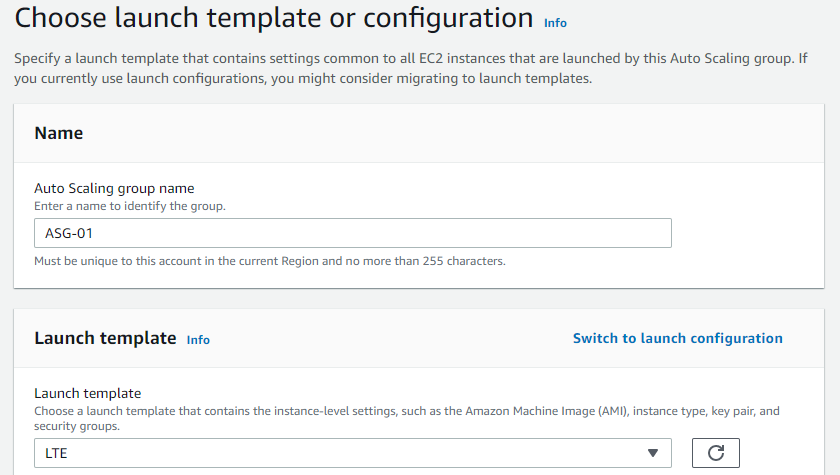 Choose launch template or configuration Info
Specify a launch template that contains settings common to all EC2 instances that are launched by this Auto Scaling group. If
you currently use launch configurations, you might consider migrating to launch templates.
Name
Auto Scaling group name
Enter a name to identify the group.
ASG-01
Must be unique to this account in the current Region and no more than 255 characters.
Launch template Info Switch to launch configuration
Launch template
Choose a launch template that contains the instance-level settings, such as the Amazon Machine Image (AMI), instance type, key pair, and
security groups.
LTE